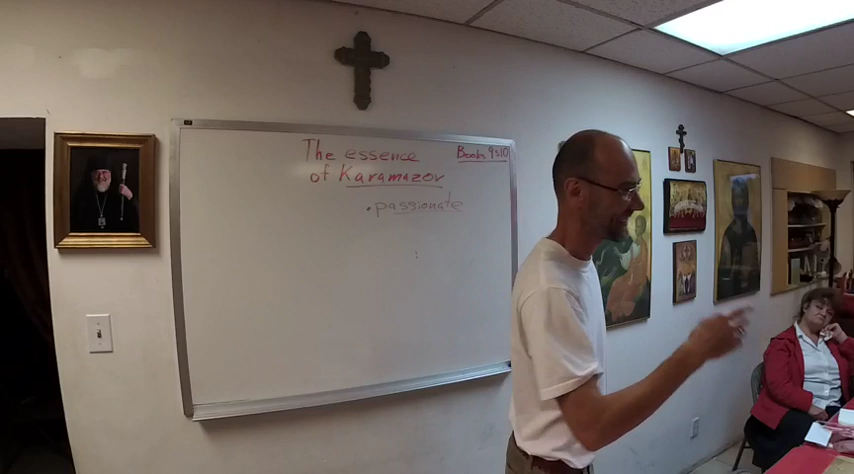 The essence
of Karamazov
Books 9&10
• passionate